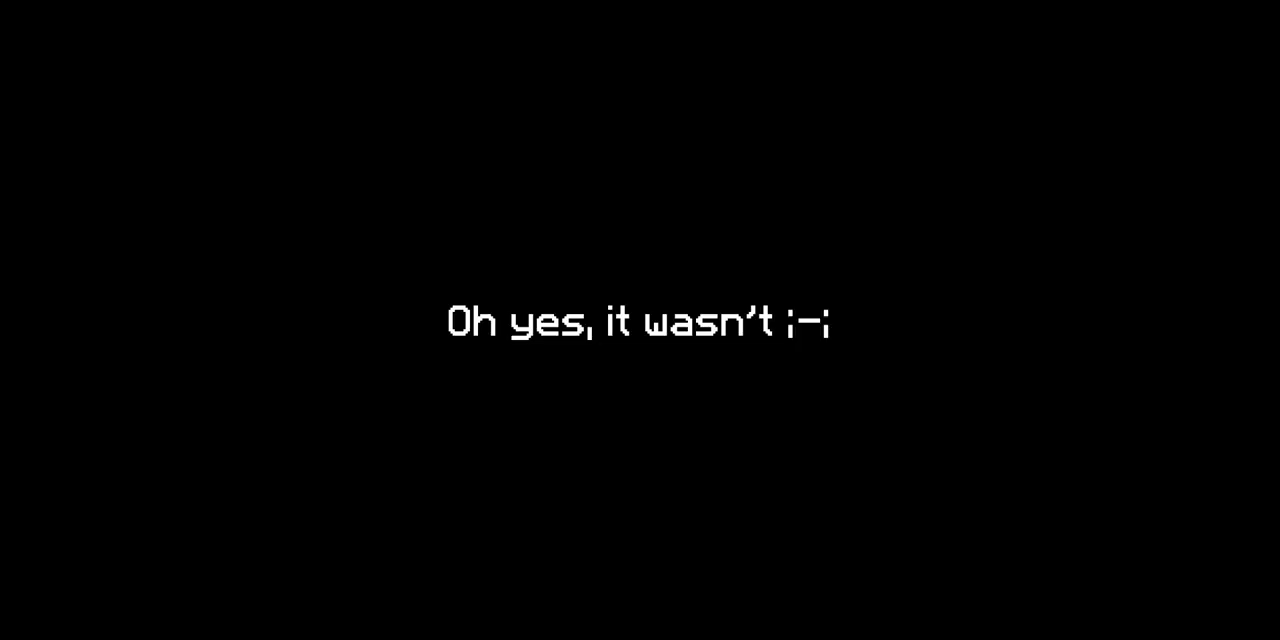 Oh yes, it wasn't ;-;